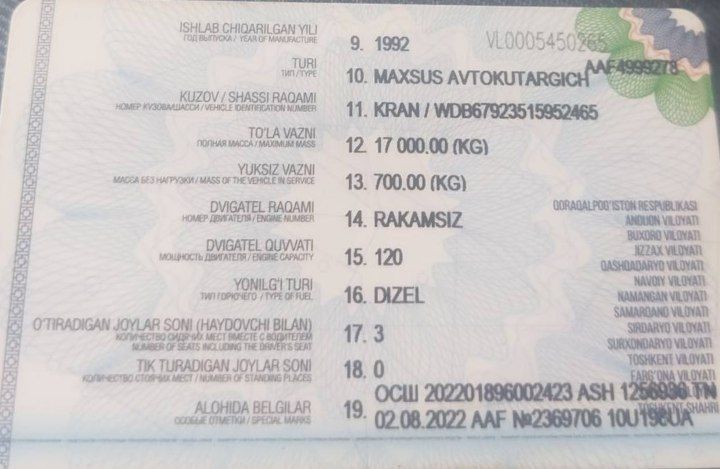 ISHLAB CHIQARILGAN YILI
ГОД ВЫПУСКА / YEAR OF MANUFACTURE
9. 1992
VL0005450265
TURI
ТИП / TYPE
10. MAXSUS AVTOKUTARGICH
AAF4999278
KUZOV / SHASSI RAQAMI
НОМЕР КУЗОВА/ШАССИ / VEHICLE IDENTIFICATION NUMBER
11. KRAN / WDB67923515952465
TO'LA VAZNI
ПОЛНАЯ МАССА / MAXIMUM MASS
12. 17 000.00 (KG)
YUKSIZ VAZNI
МАССА БЕЗ НАГРУЗКИ / MASS OF THE VEHICLE IN SERVICE
13. 700.00 (KG)
DVIGATEL RAQAMI
НОМЕР ДВИГАТЕЛЯ / ENGINE NUMBER
14. RAKAMSIZ
DVIGATEL QUVVATI
МОЩНОСТЬ ДВИГАТЕЛЯ / ENGINE CAPACITY
15. 120
YONILG'I TURI
ТИП ГОРЮЧЕГО / TYPE OF FUEL
16. DIZEL
O'TIRADIGAN JOYLAR SONI (HAYDOVCHI BILAN)
КОЛИЧЕСТВО СИДЯЧИХ МЕСТ ВМЕСТЕ С ВОДИТЕЛЕМ
NUMBER OF SEATS INCLUDING THE DRIVER'S SEAT
17. 3
TIK TURADIGAN JOYLAR SONI
КОЛИЧЕСТВО СТОЯЧИХ МЕСТ / NUMBER OF STANDING PLACES
18. 0
ALOHIDA BELGILAR
ОСОБЫЕ ОТМЕТКИ / SPECIAL MARKS
19. ОСШ 202201896002423 ASH 1256936 TN
02.08.2022 AAF №2369706 10U196UA
QORAQALPOG'ISTON RESPUBLIKASI
ANDIJON VILOYATI
BUXORO VILOYATI
JIZZAX VILOYATI
QASHQADARYO VILOYATI
NAVOIY VILOYATI
NAMANGAN VILOYATI
SAMARQAND VILOYATI
SIRDARYO VILOYATI
SURXONDARYO VILOYATI
TOSHKENT VILOYATI
FARG'ONA VILOYATI
TOSHKENT SHAHRI